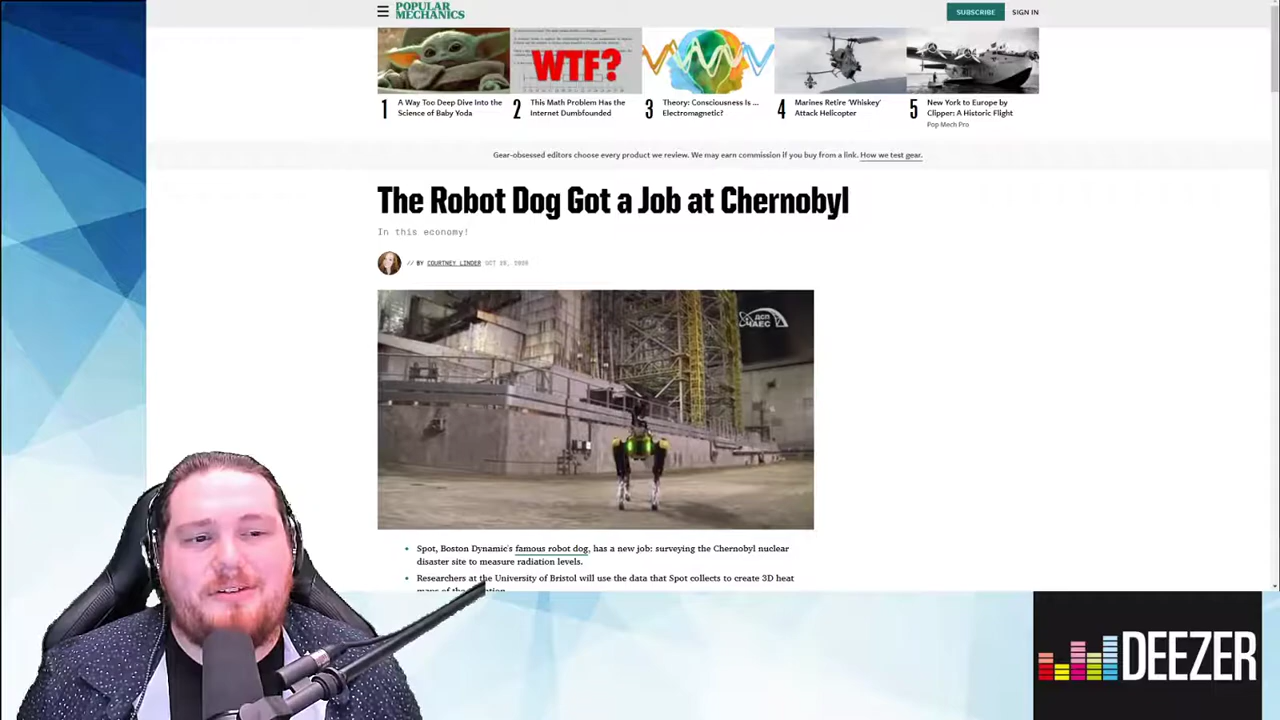 POPULAR
MECHANICS
SUBSCRIBE
SIGN IN
WTF?
1
A Way Too Deep Dive Into the
Science of Baby Yoda
2
This Math Problem Has the
Internet Dumbfounded
3
Theory: Consciousness Is ...
Electromagnetic?
4
Marines Retire 'Whiskey'
Attack Helicopter
5
New York to Europe by
Clipper: A Historic Flight
Pop Mech Pro
Gear-obsessed editors choose every product we review. We may earn commission if you buy from a link. How we test gear.
The Robot Dog Got a Job at Chernobyl
In this economy!
// BY COURTNEY LINDER OCT
ДСП
ЧАЕС
• Spot, Boston Dynamic's famous robot dog, has a new job: surveying the Chernobyl nuclear
disaster site to measure radiation levels.
• Researchers at the University of Bristol will use the data that Spot collects to create 3D heat
DEEZER